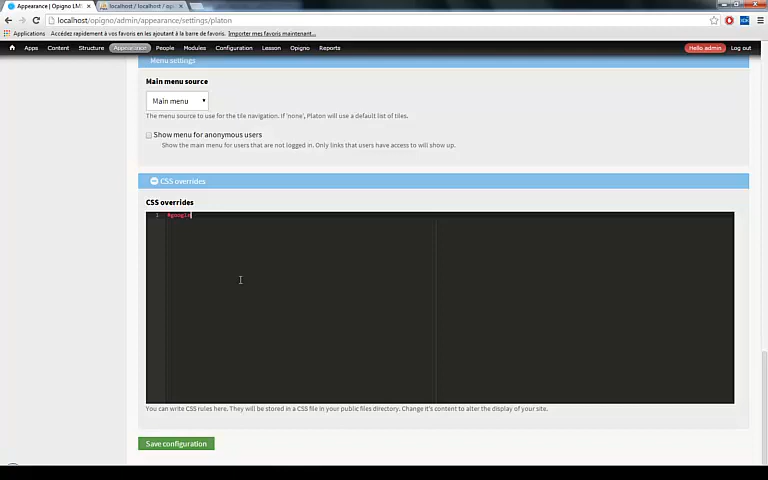 Appearance | Opigno LM
localhost / localhost / op
localhost/opigno/admin/appearance/settings/platon
Applications Accédez rapidement à vos favoris en les ajoutant à la barre de favoris. Importer mes favoris maintenant...
Apps Content Structure Appearance People Modules Configuration Lesson Opigno Reports Hello admin Log out
Menu settings
Main menu source
Main menu
The menu source to use for the tile navigation. If 'none', Platon will use a default list of tiles.
Show menu for anonymous users
Show the main menu for users that are not logged in. Only links that users have access to will show up.
CSS overrides
CSS overrides
1 #google
You can write CSS rules here. They will be stored in a CSS file in your public files directory. Change it's content to alter the display of your site.
Save configuration